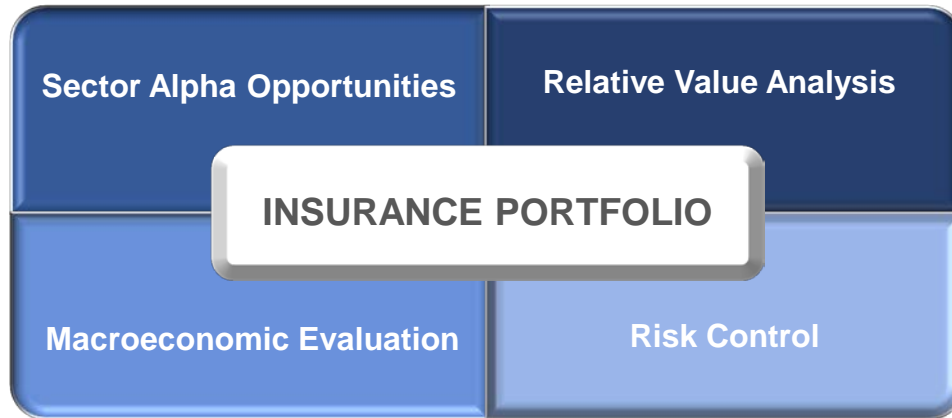 Sector Alpha Opportunities
Relative Value Analysis
INSURANCE PORTFOLIO
Macroeconomic Evaluation
Risk Control